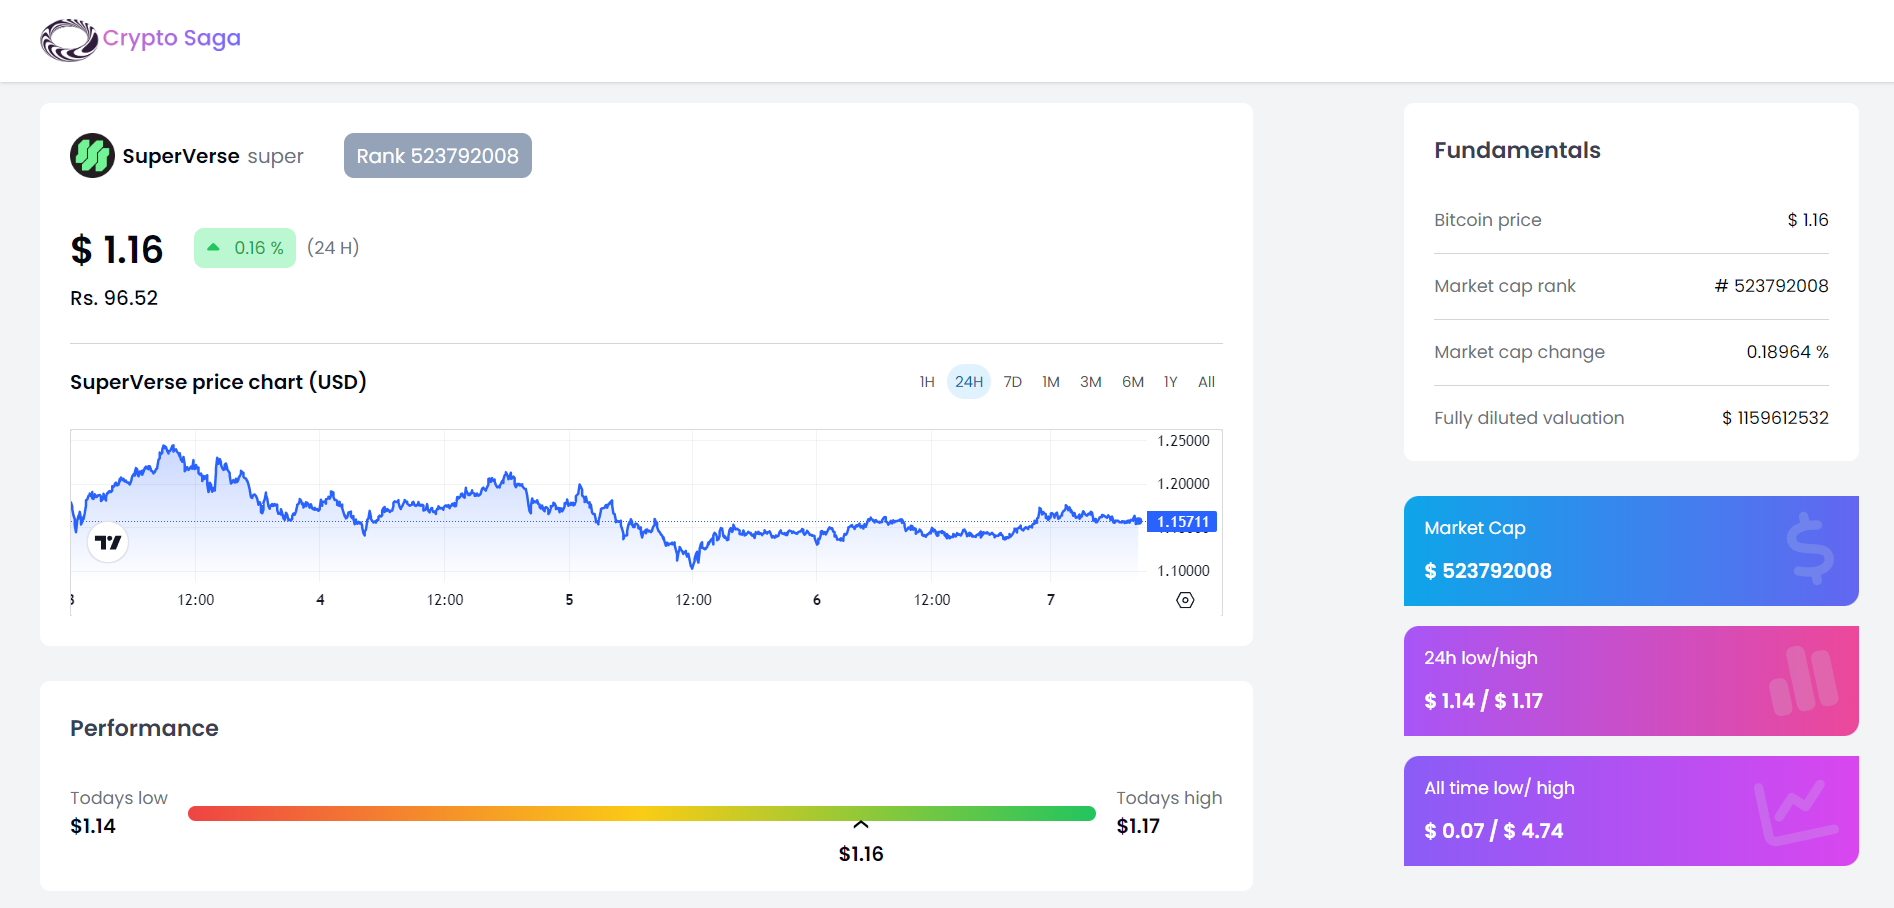 Crypto Saga
SuperVerse super
Rank 523792008
$ 1.16
0.16 %
(24 H)
Rs. 96.52
SuperVerse price chart (USD)
1H 24H 7D 1M 3M 6M 1Y All
1.25000
1.20000
1.15711
1.10000
3 12:00 4 12:00 5 12:00 6 12:00 7
Performance
Todays low
$1.14
Todays high
$1.17
$1.16
Fundamentals
Bitcoin price $ 1.16
Market cap rank # 523792008
Market cap change 0.18964 %
Fully diluted valuation $ 1159612532
Market Cap
$ 523792008
24h low/high
$ 1.14 / $ 1.17
All time low/ high
$ 0.07 / $ 4.74